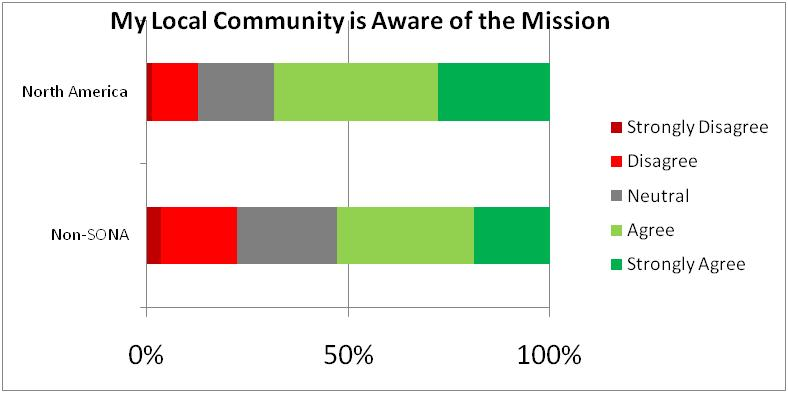 My Local Community is Aware of the Mission
North America
Non-SONA
0% 50% 100%
Strongly Disagree
Disagree
Neutral
Agree
Strongly Agree